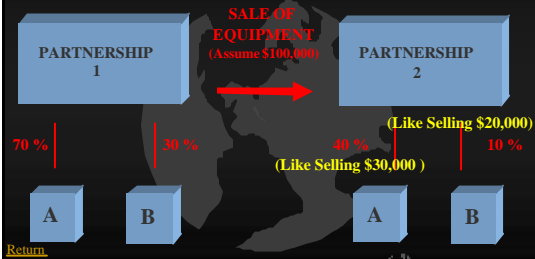 SALE OF
EQUIPMENT
(Assume $100,000)
PARTNERSHIP
1
PARTNERSHIP
2
(Like Selling $20,000)
70 %
30 %
40 %
10 %
(Like Selling $30,000 )
A
B
A
B
Return